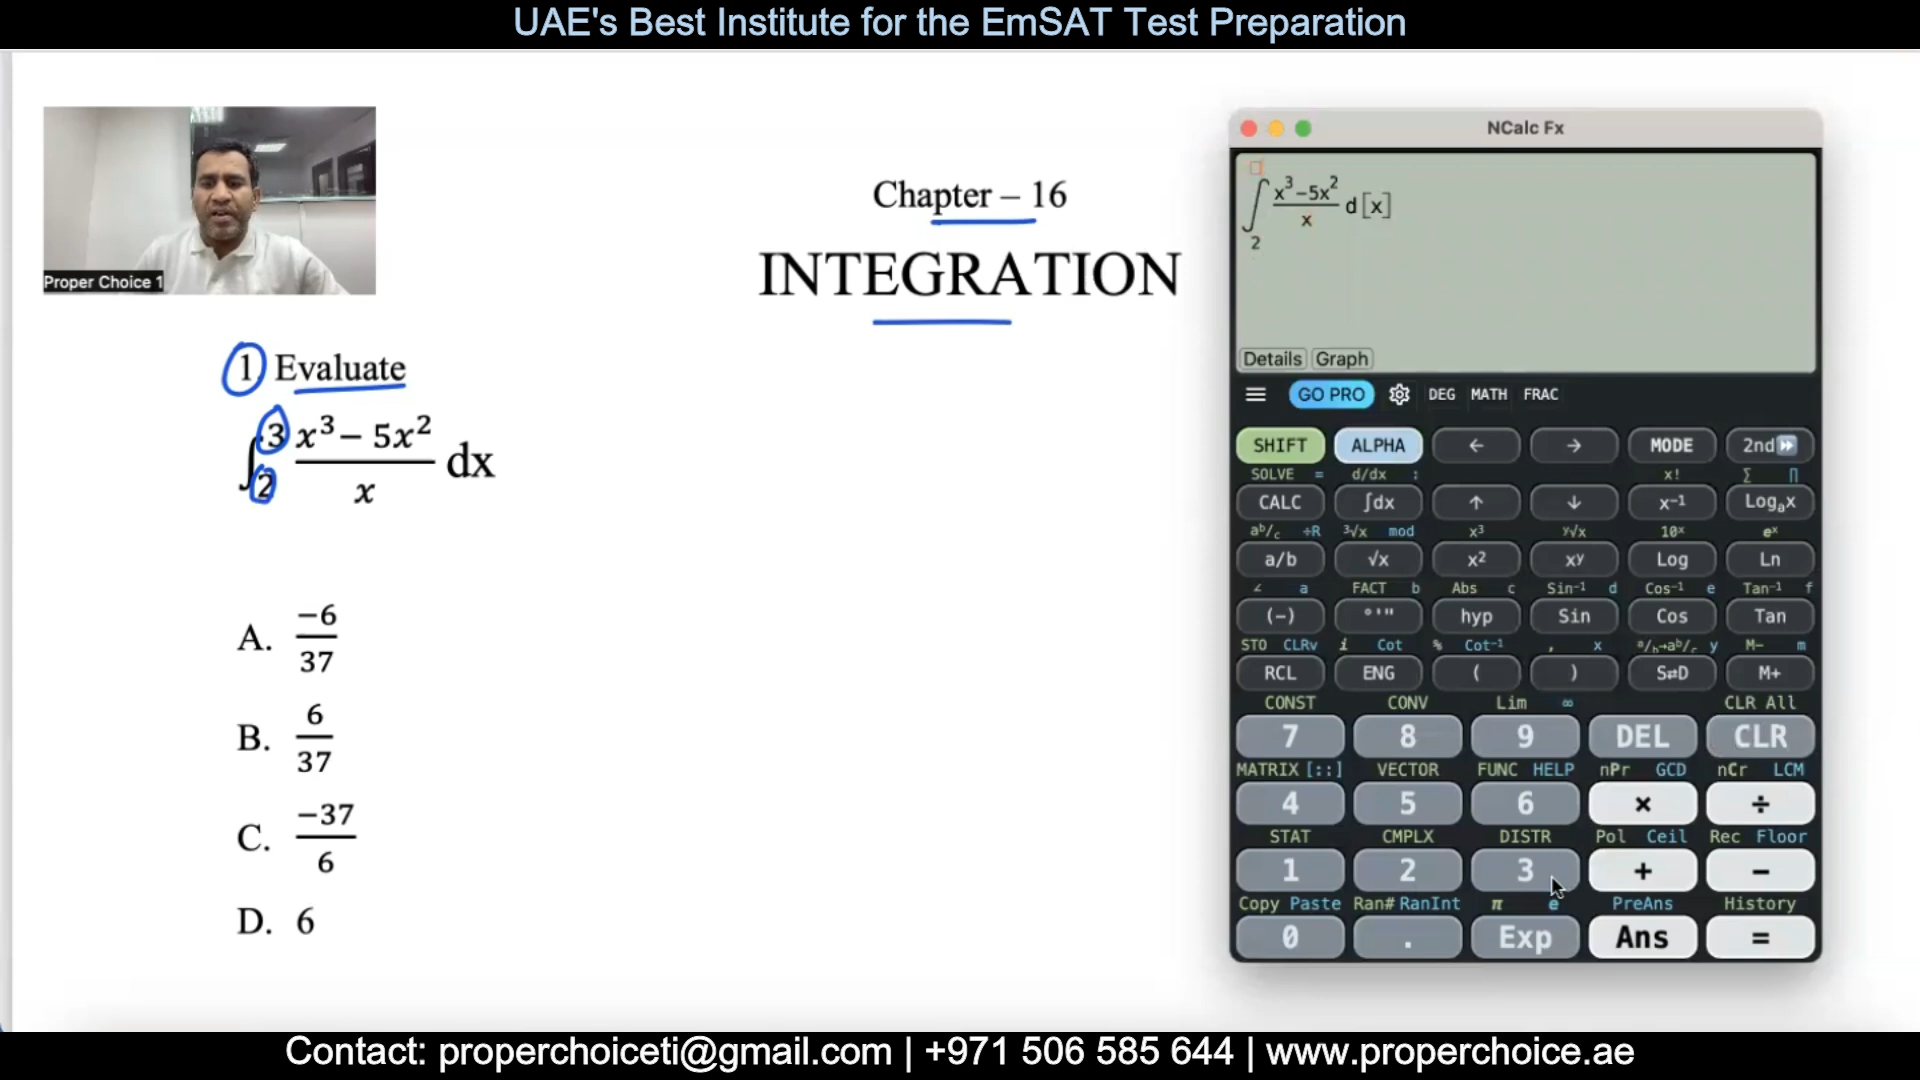 UAE's Best Institute for the EmSAT Test Preparation
Proper Choice 1
Chapter – 16
INTEGRATION
1. Evaluate
∫₂³ (x³ – 5x²)/x dx
A. −6/37
B. 6/37
C. −37/6
D. 6
NCalc Fx
∫₂ (x³−5x²)/x d[x]
Details Graph
GO PRO DEG MATH FRAC
SHIFT ALPHA ← → MODE 2nd
SOLVE = d/dx : x! ∑ ∏
CALC ∫dx ↑ ↓ x⁻¹ Logₐx
aᵇ/c ÷R ³√x mod x³ ʸ√x 10ˣ eˣ
a/b √x x² xʸ Log Ln
∠ a FACT b Abs c Sin⁻¹ d Cos⁻¹ e Tan⁻¹ f
(−) °'" hyp Sin Cos Tan
STO CLRv i Cot % Cot⁻¹ , x ᵃ/b→aᵇ/c y M− m
RCL ENG ( ) S⇄D M+
CONST CONV Lim ∞ CLR All
7 8 9 DEL CLR
MATRIX [::] VECTOR FUNC HELP nPr GCD nCr LCM
4 5 6 × ÷
STAT CMPLX DISTR Pol Ceil Rec Floor
1 2 3 + −
Copy Paste Ran# RanInt π e PreAns History
0 . Exp Ans =
Contact: properchoiceti@gmail.com | +971 506 585 644 | www.properchoice.ae